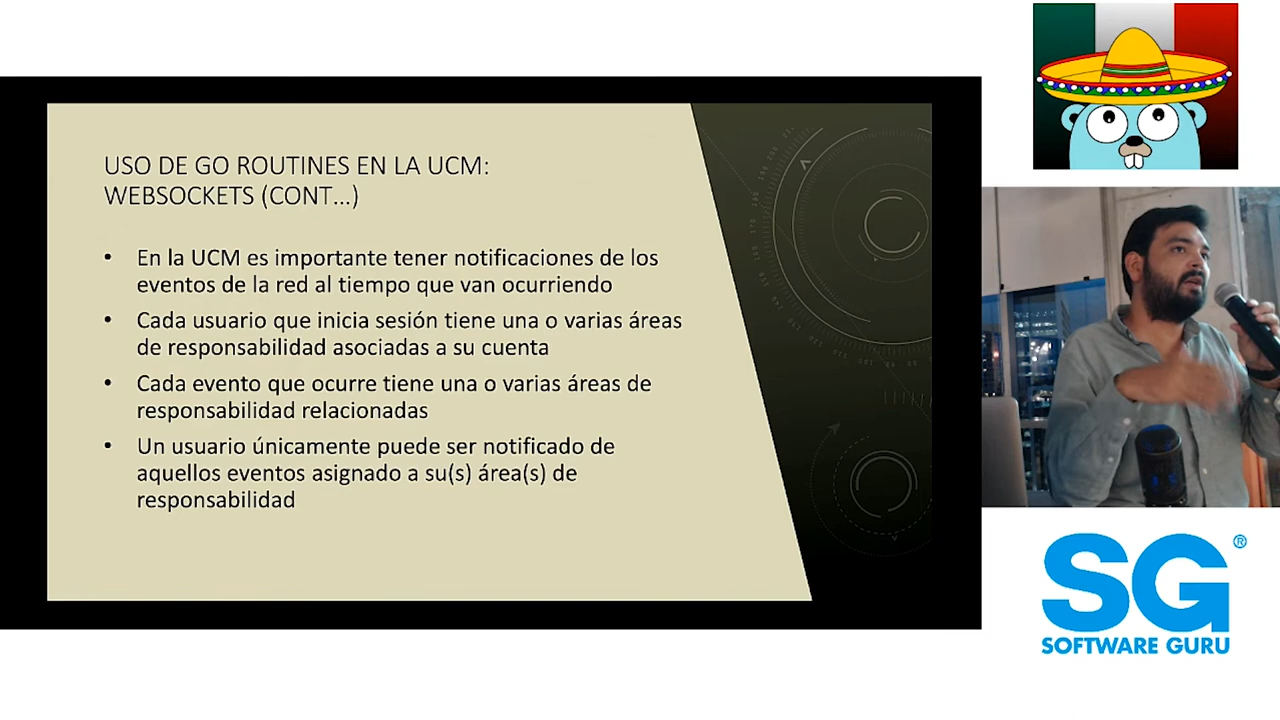 USO DE GO ROUTINES EN LA UCM:
WEBSOCKETS (CONT…)
• En la UCM es importante tener notificaciones de los
eventos de la red al tiempo que van ocurriendo
• Cada usuario que inicia sesión tiene una o varias áreas
de responsabilidad asociadas a su cuenta
• Cada evento que ocurre tiene una o varias áreas de
responsabilidad relacionadas
• Un usuario únicamente puede ser notificado de
aquellos eventos asignado a su(s) área(s) de
responsabilidad
SG®
SOFTWARE GURU